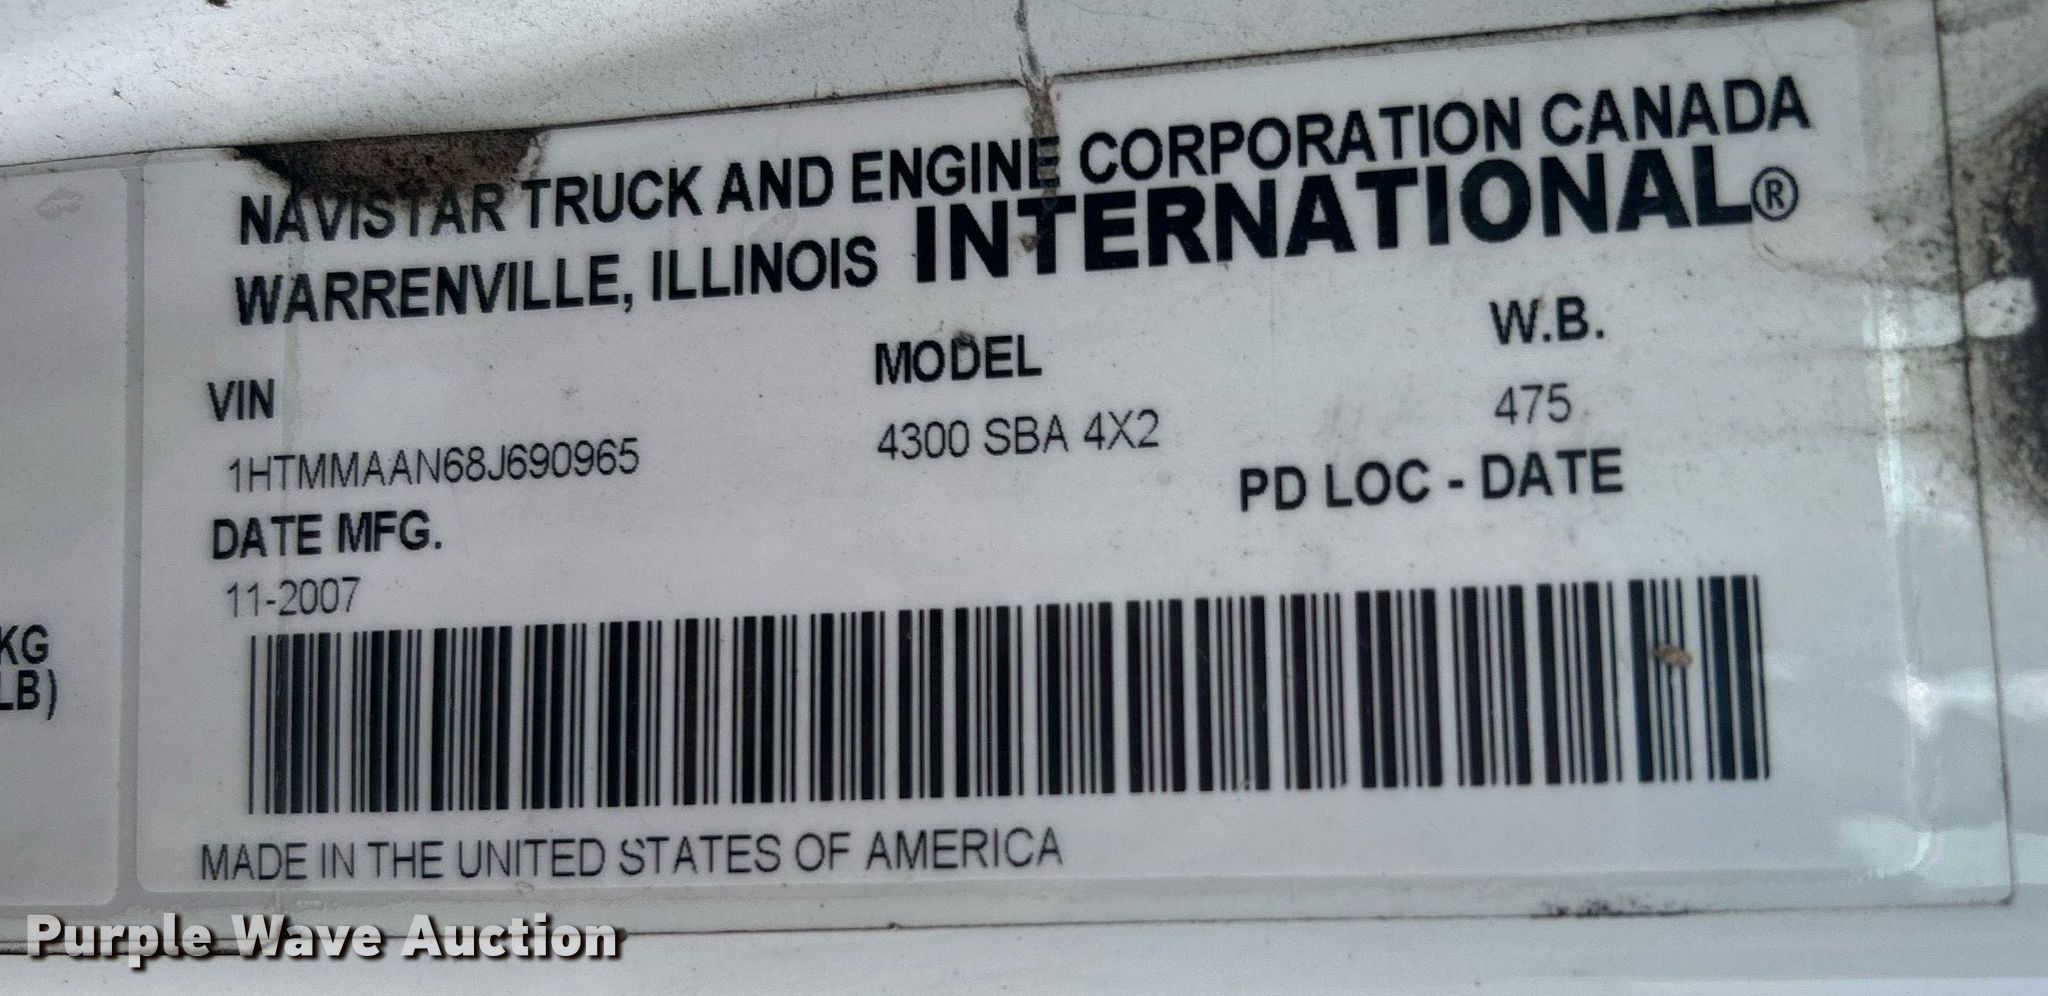 NAVISTAR TRUCK AND ENGINE CORPORATION CANADA
WARRENVILLE, ILLINOIS INTERNATIONAL®
VIN MODEL W.B.
1HTMMAAN68J690965 4300 SBA 4X2 475
DATE MFG. PD LOC - DATE
11-2007
KG
LB)
MADE IN THE UNITED STATES OF AMERICA
Purple Wave Auction